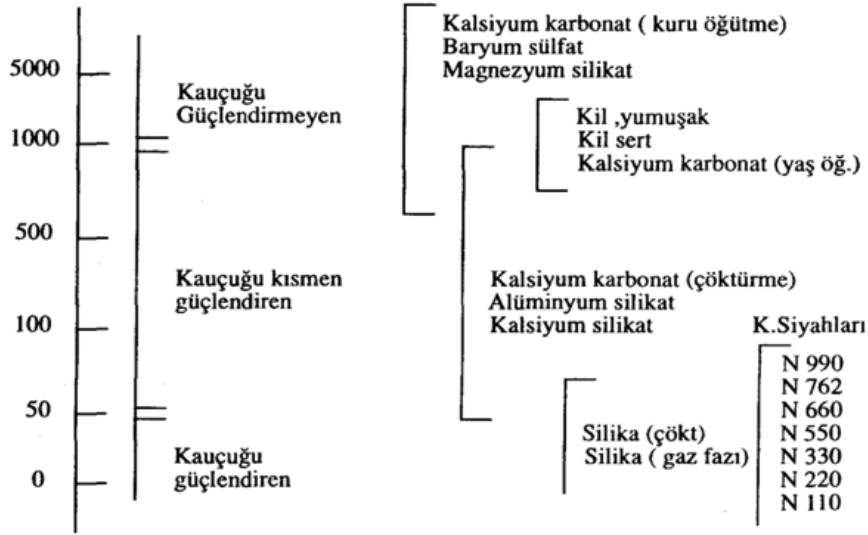 5000
1000
500
100
50
0
Kauçuğu
Güçlendirmeyen
Kauçuğu kısmen
güçlendiren
Kauçuğu
güçlendiren
Kalsiyum karbonat ( kuru öğütme)
Baryum sülfat
Magnezyum silikat
Kil ,yumuşak
Kil sert
Kalsiyum karbonat (yaş öğ.)
Kalsiyum karbonat (çöktürme)
Alüminyum silikat
Kalsiyum silikat
Silika (çökt)
Silika ( gaz fazı)
K.Siyahları
N 990
N 762
N 660
N 550
N 330
N 220
N 110